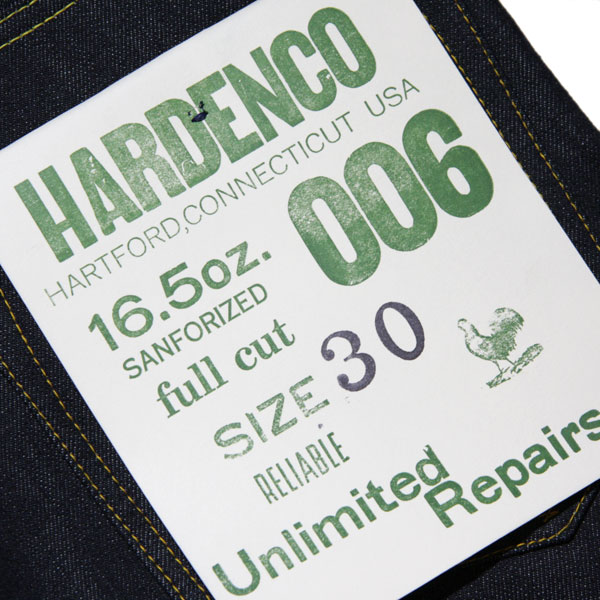 HARDENCO
HARTFORD,CONNECTICUT USA
16.5oz.
006
SANFORIZED
full cut
SIZE 30
RELIABLE
Unlimited
Repairs